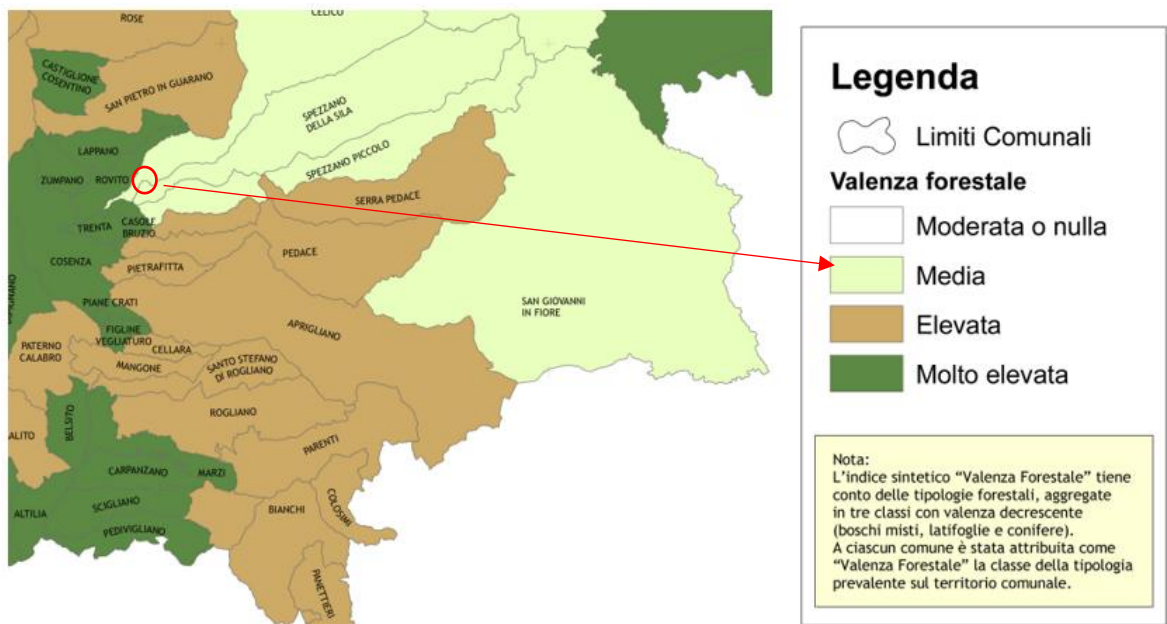 ROSE
CELICO
CASTIGLIONE
COSENTINO
SAN PIETRO IN GUARANO
SPEZZANO
DELLA SILA
LAPPANO
SPEZZANO PICCOLO
ZUMPANO
ROVITO
SERRA PEDACE
TRENTA
CASOLE
BRUZIO
COSENZA
PEDACE
PIETRAFITTA
PIANE CRATI
SAN GIOVANNI
IN FIORE
APRIGLIANO
FIGLINE
VEGLIATURO
PATERNO
CALABRO
CELLARA
MANGONE
SANTO STEFANO
DI ROGLIANO
BELSITO
ROGLIANO
ALITO
PARENTI
CARPANZANO
MARZI
COLOSIMI
SCIGLIANO
ALTILIA
BIANCHI
PEDIVIGLIANO
PANETTIERI
Legenda
Limiti Comunali
Valenza forestale
Moderata o nulla
Media
Elevata
Molto elevata
Nota:
L'indice sintetico "Valenza Forestale" tiene
conto delle tipologie forestali, aggregate
in tre classi con valenza decrescente
(boschi misti, latifoglie e conifere).
A ciascun comune è stata attribuita come
"Valenza Forestale" la classe della tipologia
prevalente sul territorio comunale.